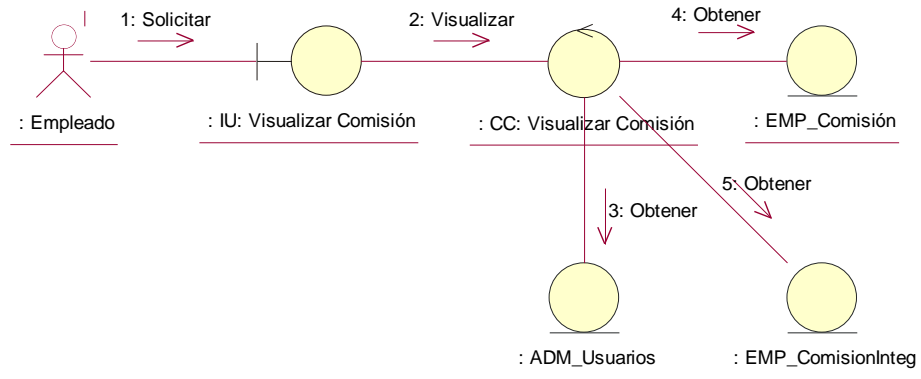 1: Solicitar
2: Visualizar
4: Obtener
: Empleado
: IU: Visualizar Comisión
: CC: Visualizar Comisión
: EMP_Comisión
5: Obtener
3: Obtener
: ADM_Usuarios
: EMP_ComisionInteg